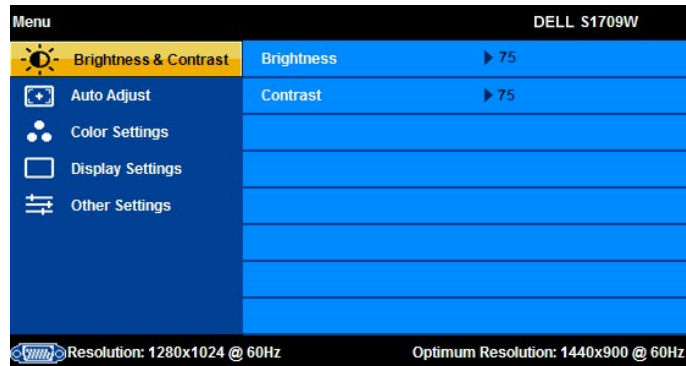 Menu DELL S1709W
Brightness & Contrast Brightness 75
Auto Adjust Contrast 75
Color Settings
Display Settings
Other Settings
Resolution: 1280x1024 @ 60Hz Optimum Resolution: 1440x900 @ 60Hz